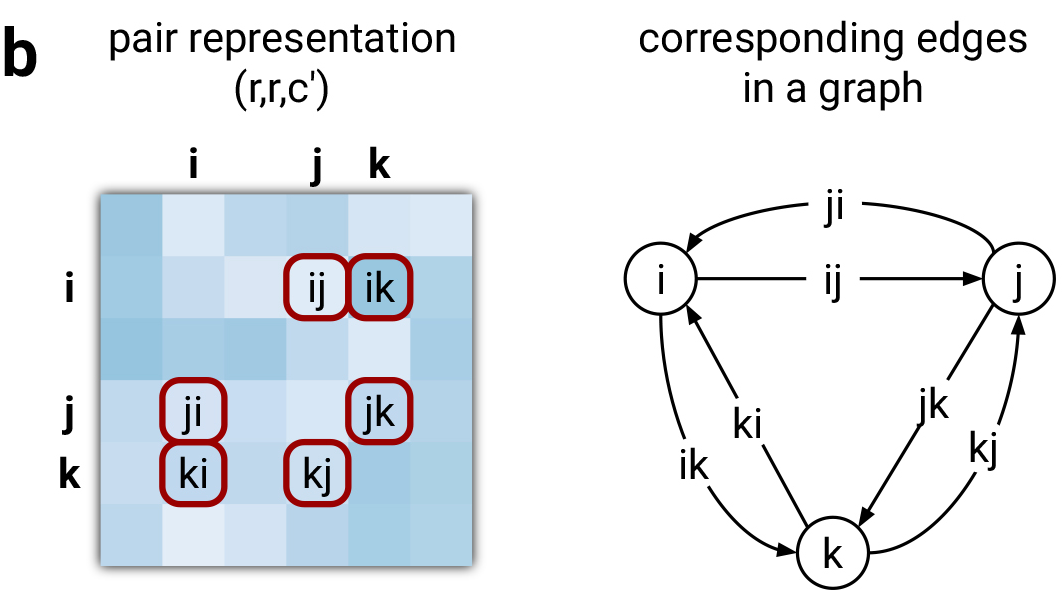 b
pair representation
(r,r,c')
i j k
i ij ik
j ji jk
k ki kj
corresponding edges
in a graph
ji
i ij j
jk
ki
kj
ik
k